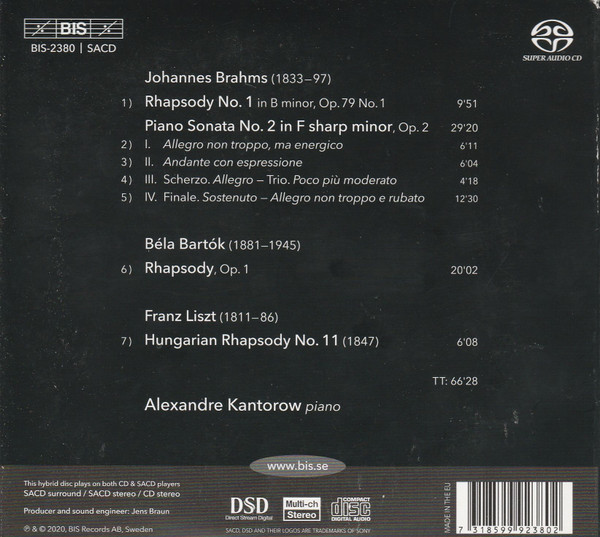 BIS
BIS-2380 | SACD
SUPER AUDIO CD
Johannes Brahms (1833–97)
1) Rhapsody No. 1 in B minor, Op. 79 No. 1 9'51
Piano Sonata No. 2 in F sharp minor, Op. 2 29'20
2) I. Allegro non troppo, ma energico 6'11
3) II. Andante con espressione 6'04
4) III. Scherzo. Allegro – Trio. Poco più moderato 4'18
5) IV. Finale. Sostenuto – Allegro non troppo e rubato 12'30
Béla Bartók (1881–1945)
6) Rhapsody, Op. 1 20'02
Franz Liszt (1811–86)
7) Hungarian Rhapsody No. 11 (1847) 6'08
TT: 66'28
Alexandre Kantorow piano
www.bis.se
This hybrid disc plays on both CD & SACD players
SACD surround / SACD stereo / CD stereo
Producer and sound engineer: Jens Braun
℗ & © 2020, BIS Records AB, Sweden
DSD
Direct Stream Digital
Multi-ch
Stereo
COMPACT
disc
DIGITAL AUDIO
SACD, DSD AND THEIR LOGOS ARE TRADEMARKS OF SONY
MADE IN THE EU
7 318599 923802